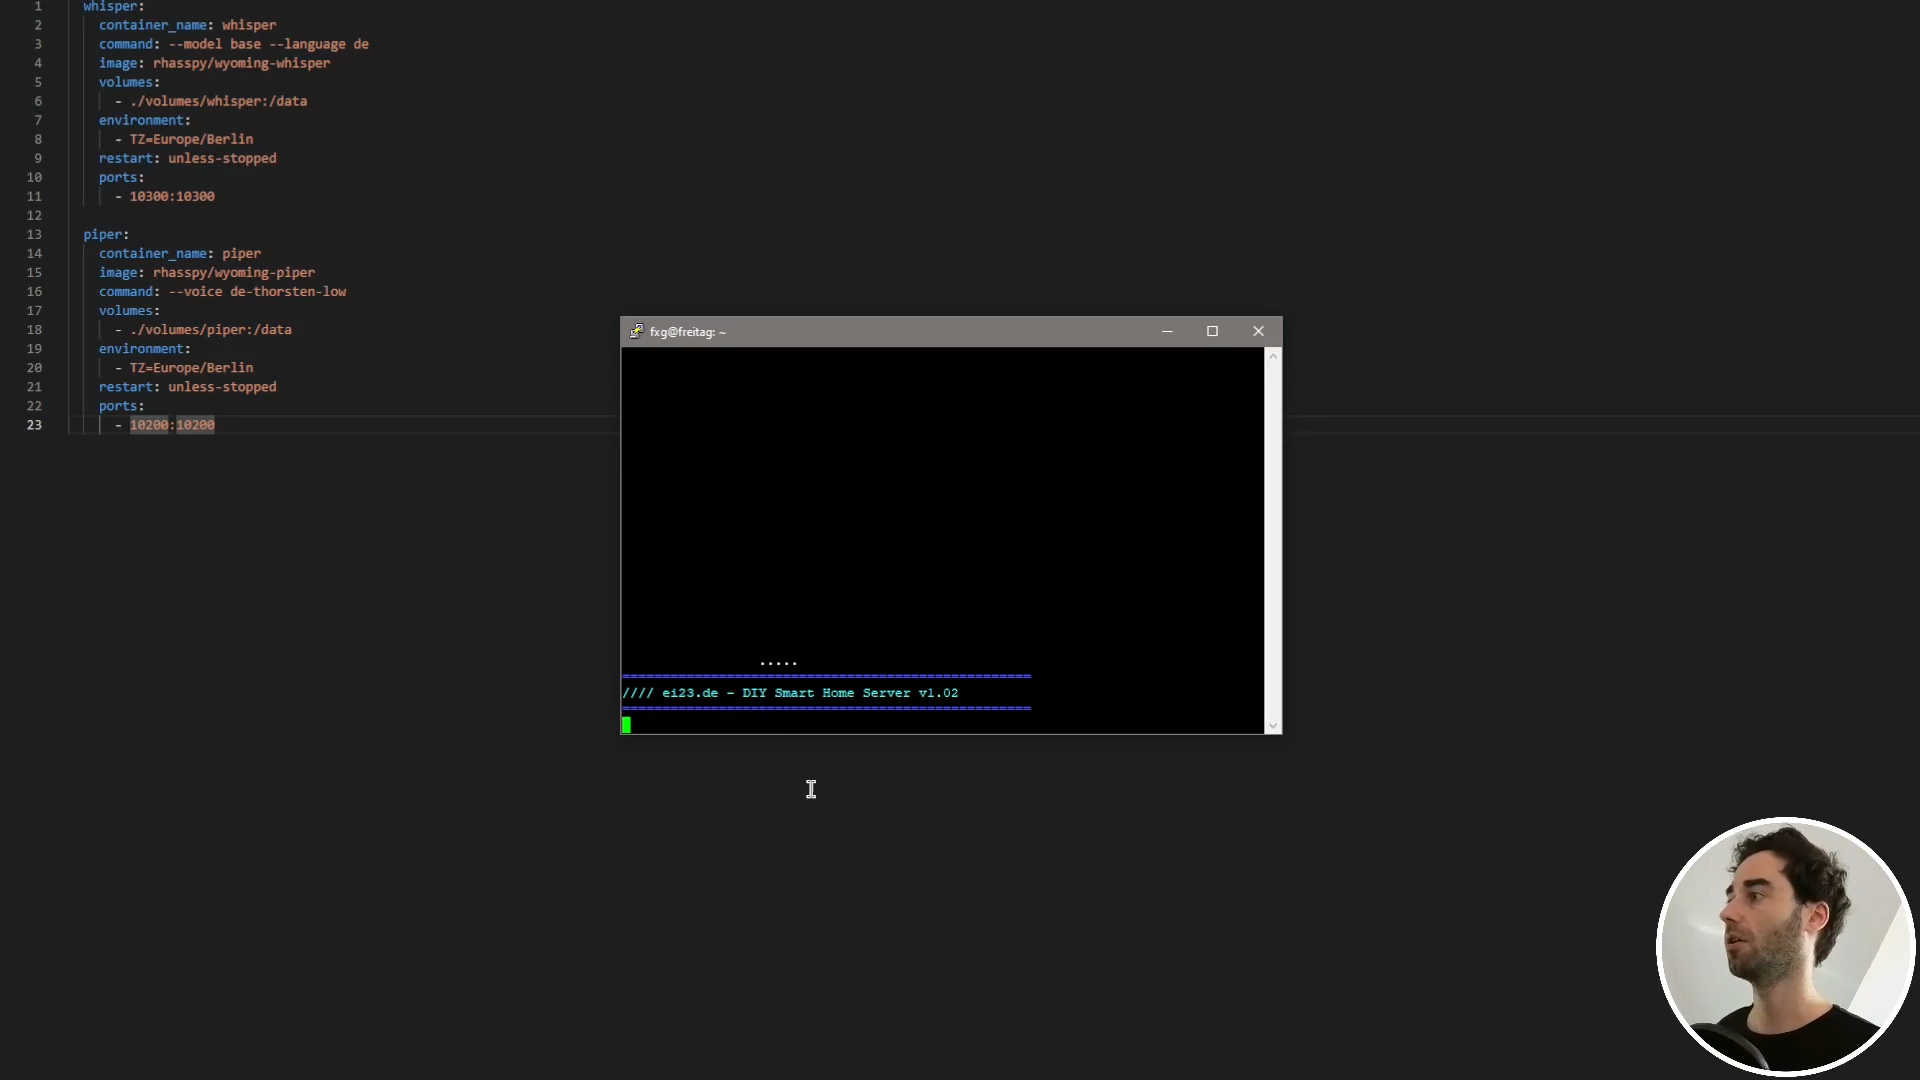 1 whisper:
2 container_name: whisper
3 command: --model base --language de
4 image: rhasspy/wyoming-whisper
5 volumes:
6 - ./volumes/whisper:/data
7 environment:
8 - TZ=Europe/Berlin
9 restart: unless-stopped
10 ports:
11 - 10300:10300
12
13 piper:
14 container_name: piper
15 image: rhasspy/wyoming-piper
16 command: --voice de-thorsten-low
17 volumes:
18 - ./volumes/piper:/data
19 environment:
20 - TZ=Europe/Berlin
21 restart: unless-stopped
22 ports:
23 - 10200:10200
fxg@freitag: ~
.....
===================================================
//// ei23.de - DIY Smart Home Server v1.02
===================================================